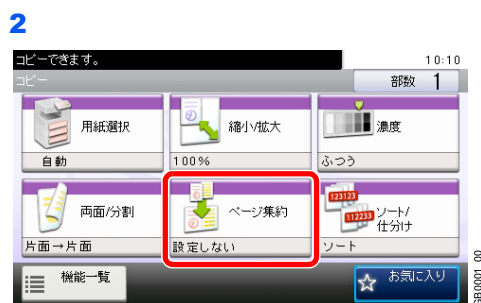 2
コピーできます。
10:10
コピー
部数 1
用紙選択
自動
縮小/拡大
100%
濃度
ふつう
両面/分割
片面→片面
ページ集約
設定しない
123123
112233
ソート/
仕分け
ソート
機能一覧
お気に入り